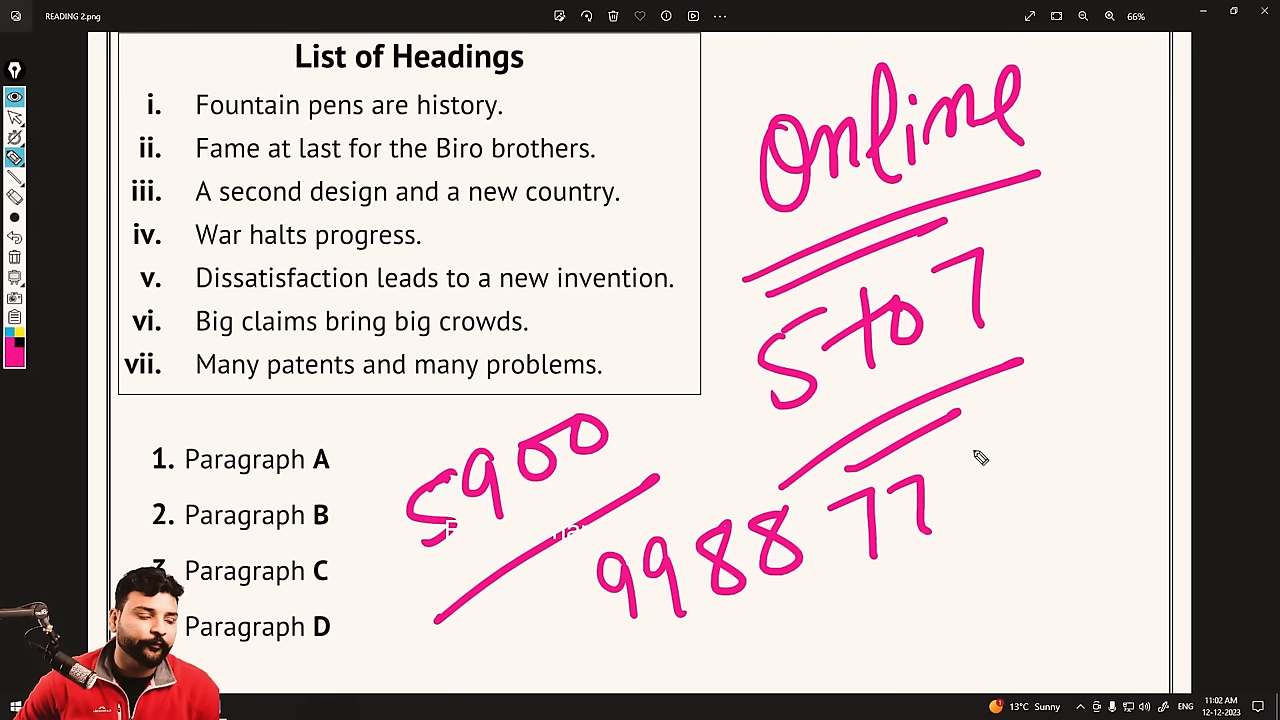 READING 2.png
66%
List of Headings
i. Fountain pens are history.
ii. Fame at last for the Biro brothers.
iii. A second design and a new country.
iv. War halts progress.
v. Dissatisfaction leads to a new invention.
vi. Big claims bring big crowds.
vii. Many patents and many problems.
Online
5 to 7
1. Paragraph A
5900
2. Paragraph B
998877
3. Paragraph C
Paragraph D
13°C Sunny
ENG
11:02 AM
12-12-2023